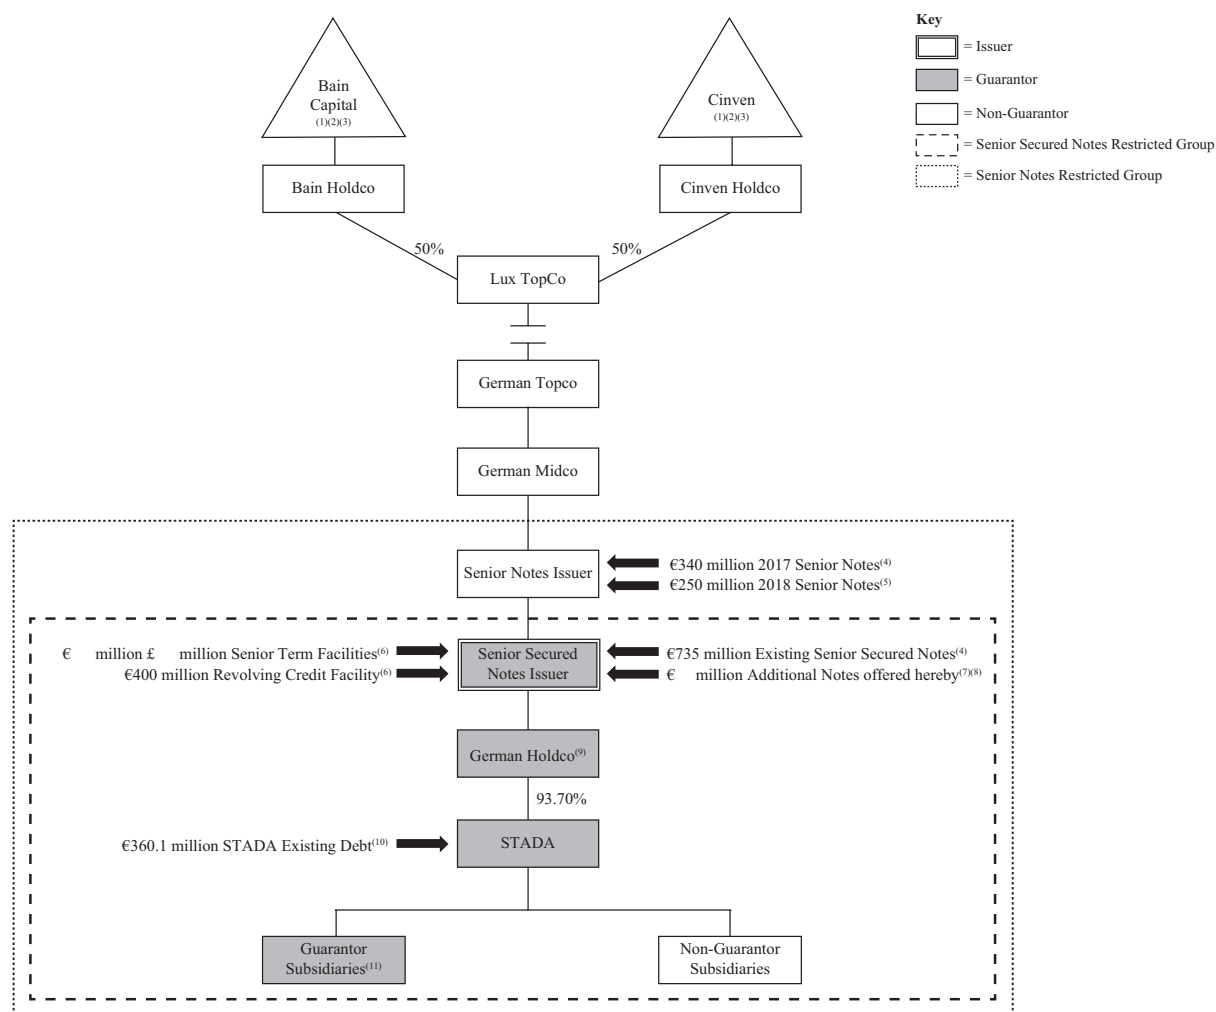 Key
= Issuer
= Guarantor
= Non-Guarantor
= Senior Secured Notes Restricted Group
= Senior Notes Restricted Group
Bain
Capital
(1)(2)(3)
Cinven
(1)(2)(3)
Bain Holdco
Cinven Holdco
50%
50%
Lux TopCo
German Topco
German Midco
Senior Notes Issuer
€340 million 2017 Senior Notes(4)
€250 million 2018 Senior Notes(5)
€ million £ million Senior Term Facilities(6)
€400 million Revolving Credit Facility(6)
Senior Secured
Notes Issuer
€735 million Existing Senior Secured Notes(4)
€ million Additional Notes offered hereby(7)(8)
German Holdco(9)
93.70%
€360.1 million STADA Existing Debt(10)
STADA
Guarantor
Subsidiaries(11)
Non-Guarantor
Subsidiaries